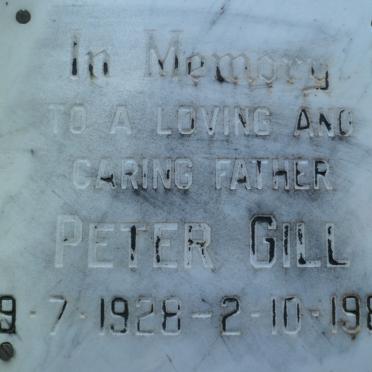 In Memory
TO A LOVING AND
CARING FATHER
PETER GILL
9-7-1928-2-10-198